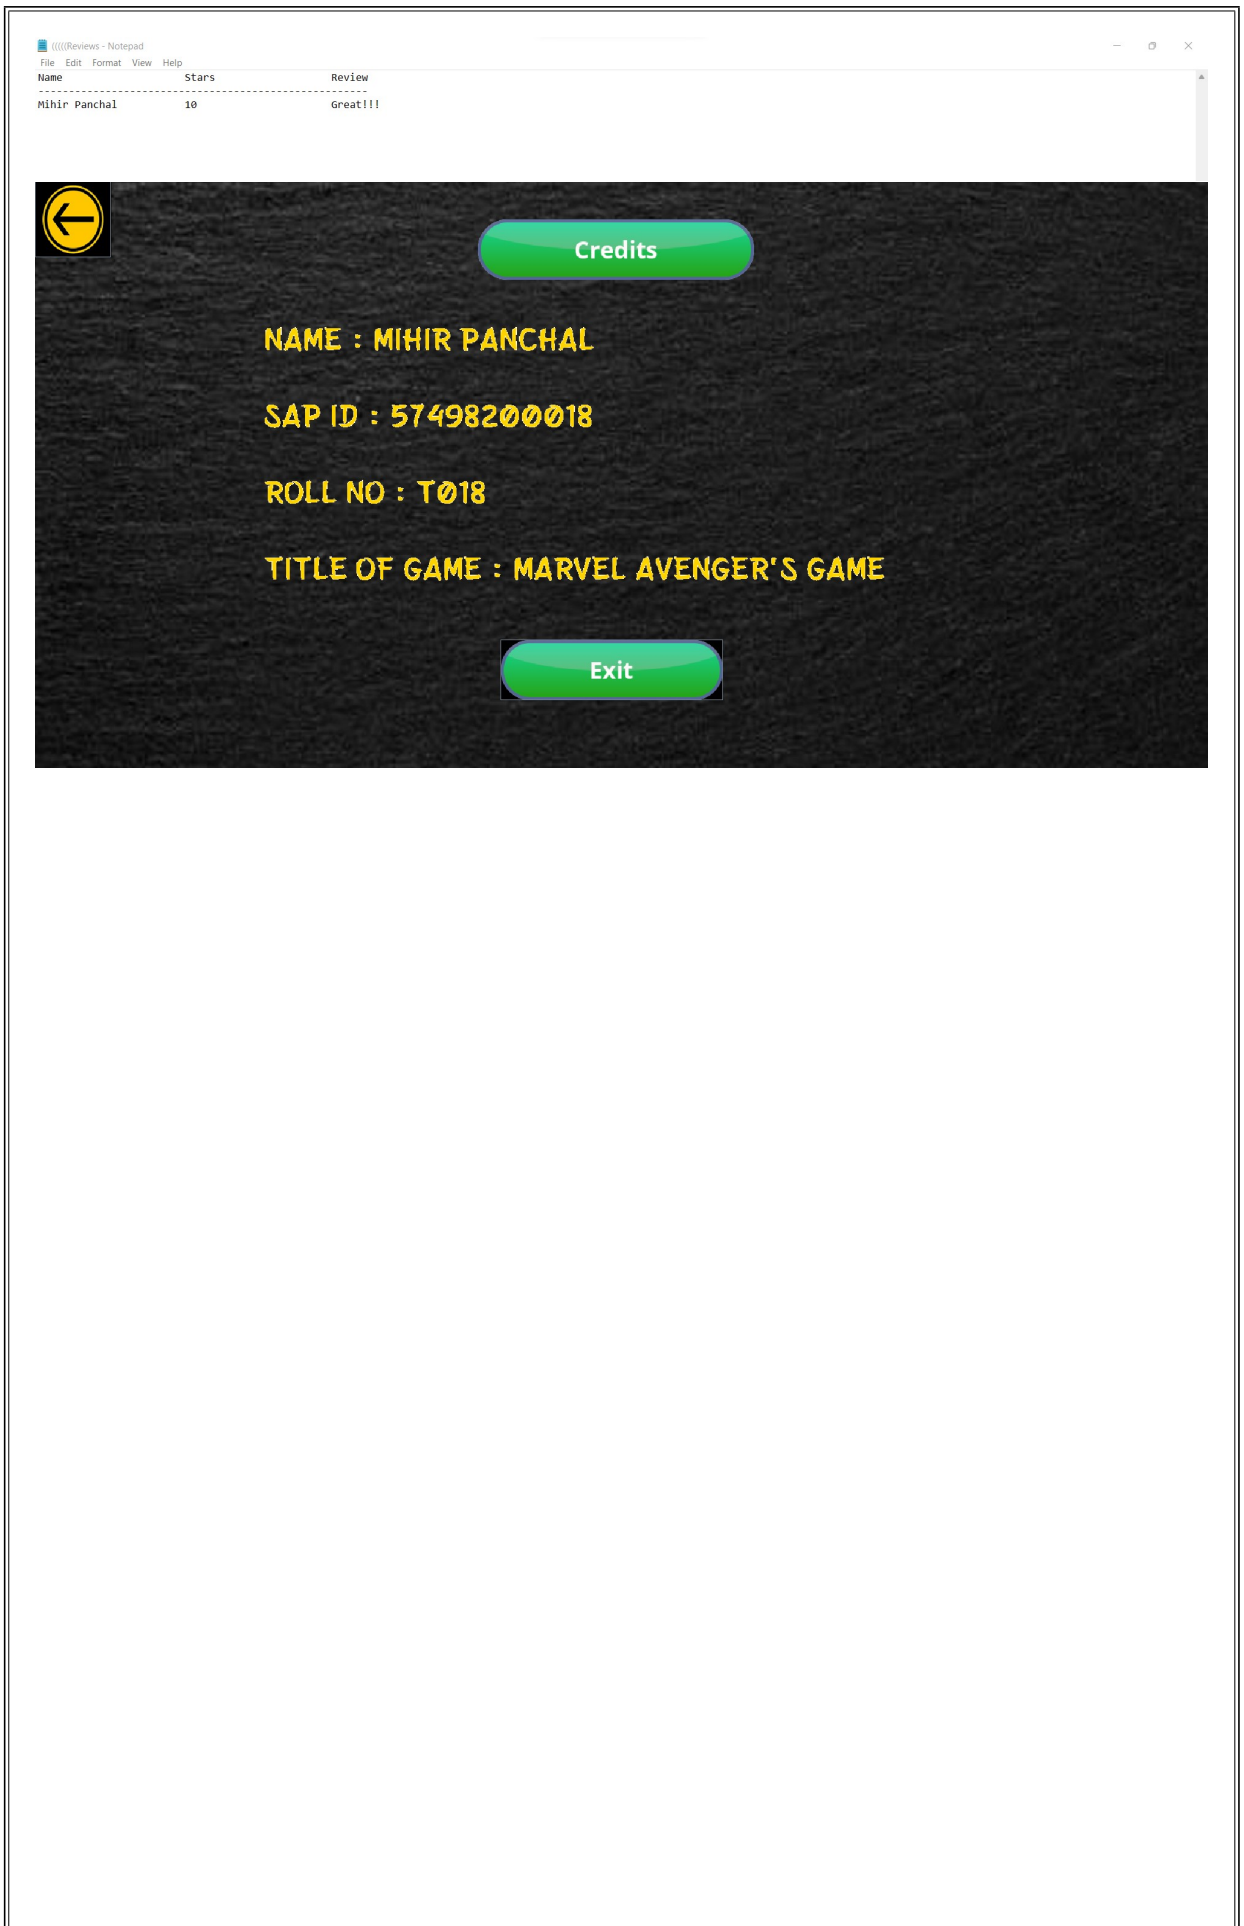 (((((Reviews - Notepad
File Edit Format View Help
Name Stars Review
------------------------------------------------------
Mihir Panchal 10 Great!!!
Credits
NAME : MIHIR PANCHAL
SAP ID : 57498200018
ROLL NO : T018
TITLE OF GAME : MARVEL AVENGER'S GAME
Exit